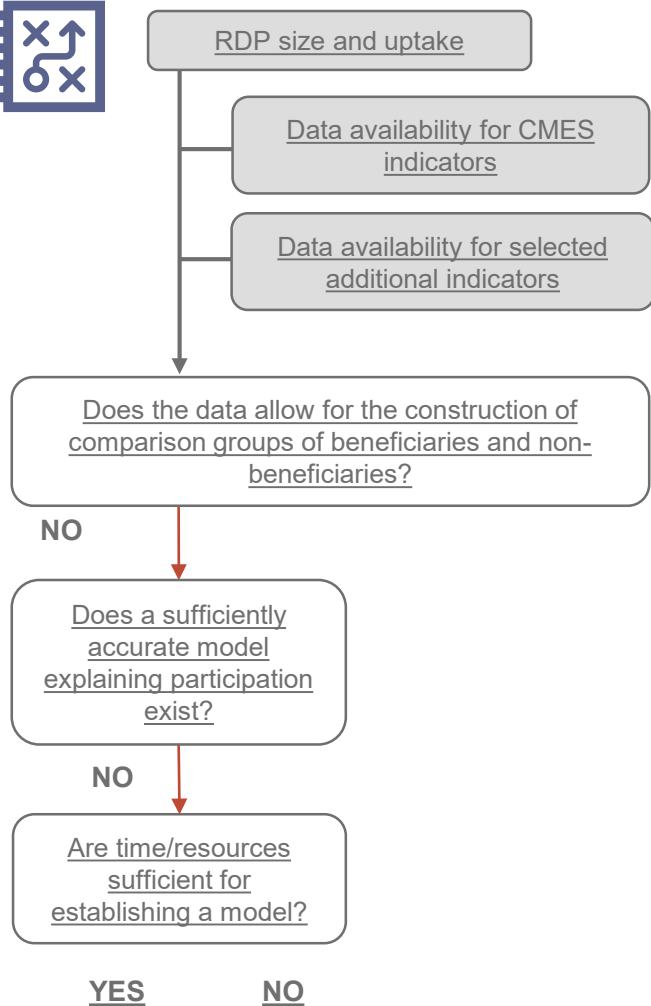 RDP size and uptake
Data availability for CMES
indicators
Data availability for selected
additional indicators
Does the data allow for the construction of
comparison groups of beneficiaries and non-
beneficiaries?
NO
Does a sufficiently
accurate model
explaining participation
exist?
NO
Are time/resources
sufficient for
establishing a model?
YES NO